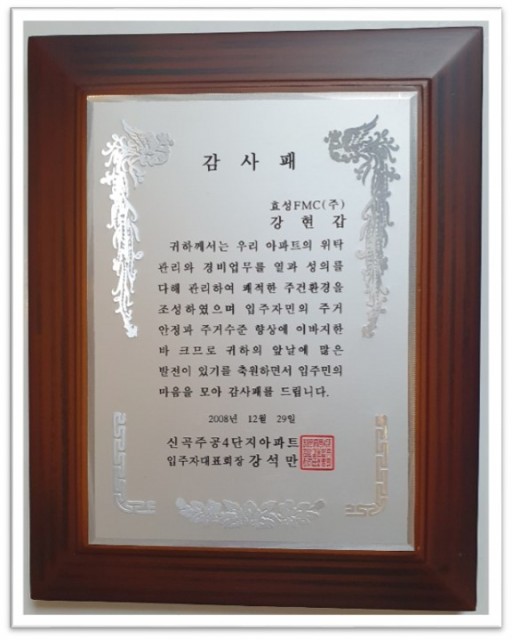 감 사 패
효성FMC(주)
강 현 갑
귀하께서는 우리 아파트의 위탁
관리와 경비업무를 열과 성의를
다해 관리하여 쾌적한 주건환경을
조성하였으며 입주자민의 주거
안정과 주거수준 향상에 이바지한
바 크므로 귀하의 앞날에 많은
발전이 있기를 축원하면서 입주민의
마음을 모아 감사패를 드립니다.
2008년 12월 29일
신곡주공4단지아파트
입주자대표회장 강석만